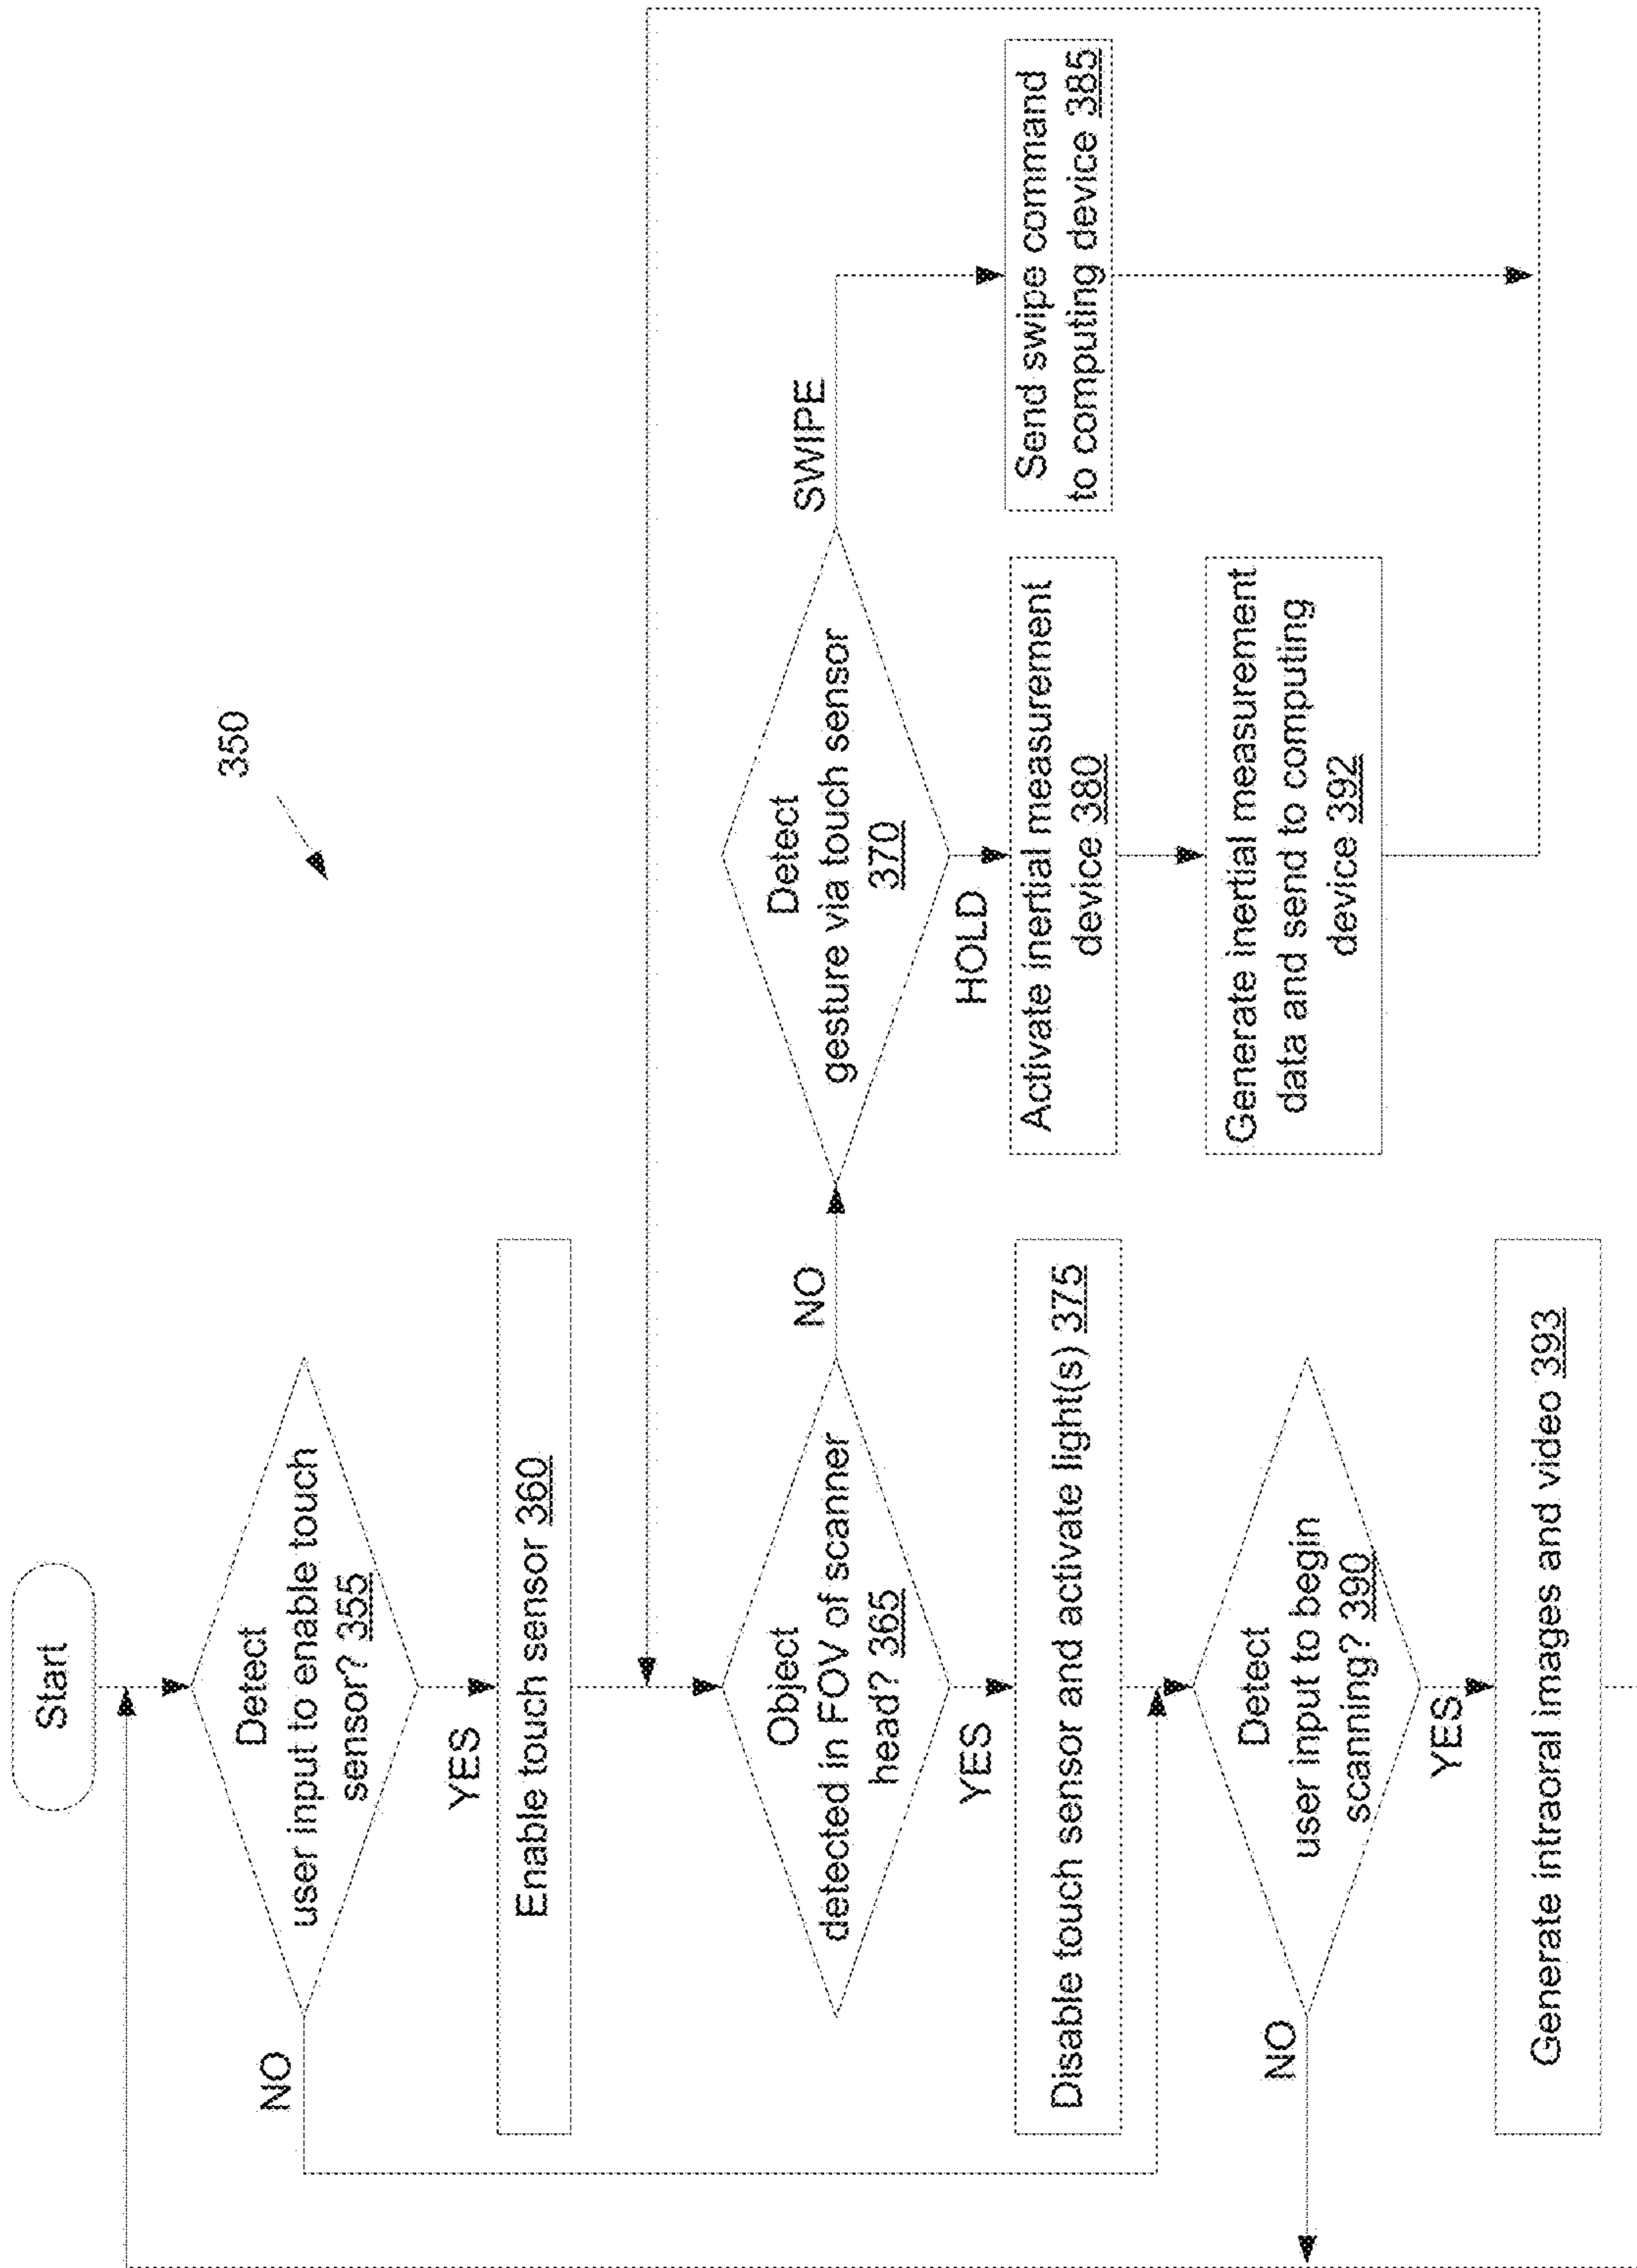 350
Start
Detect
user input to enable touch
sensor? 355
NO
YES
Enable touch sensor 360
Object
detected in FOV of scanner
head? 365
NO
YES
Detect
gesture via touch sensor
370
SWIPE
HOLD
Disable touch sensor and activate light(s) 375
Activate inertial measurement
device 380
Send swipe command
to computing device 385
Detect
user input to begin
scanning? 390
NO
YES
Generate inertial measurement
data and send to computing
device 392
Generate intraoral images and video 393